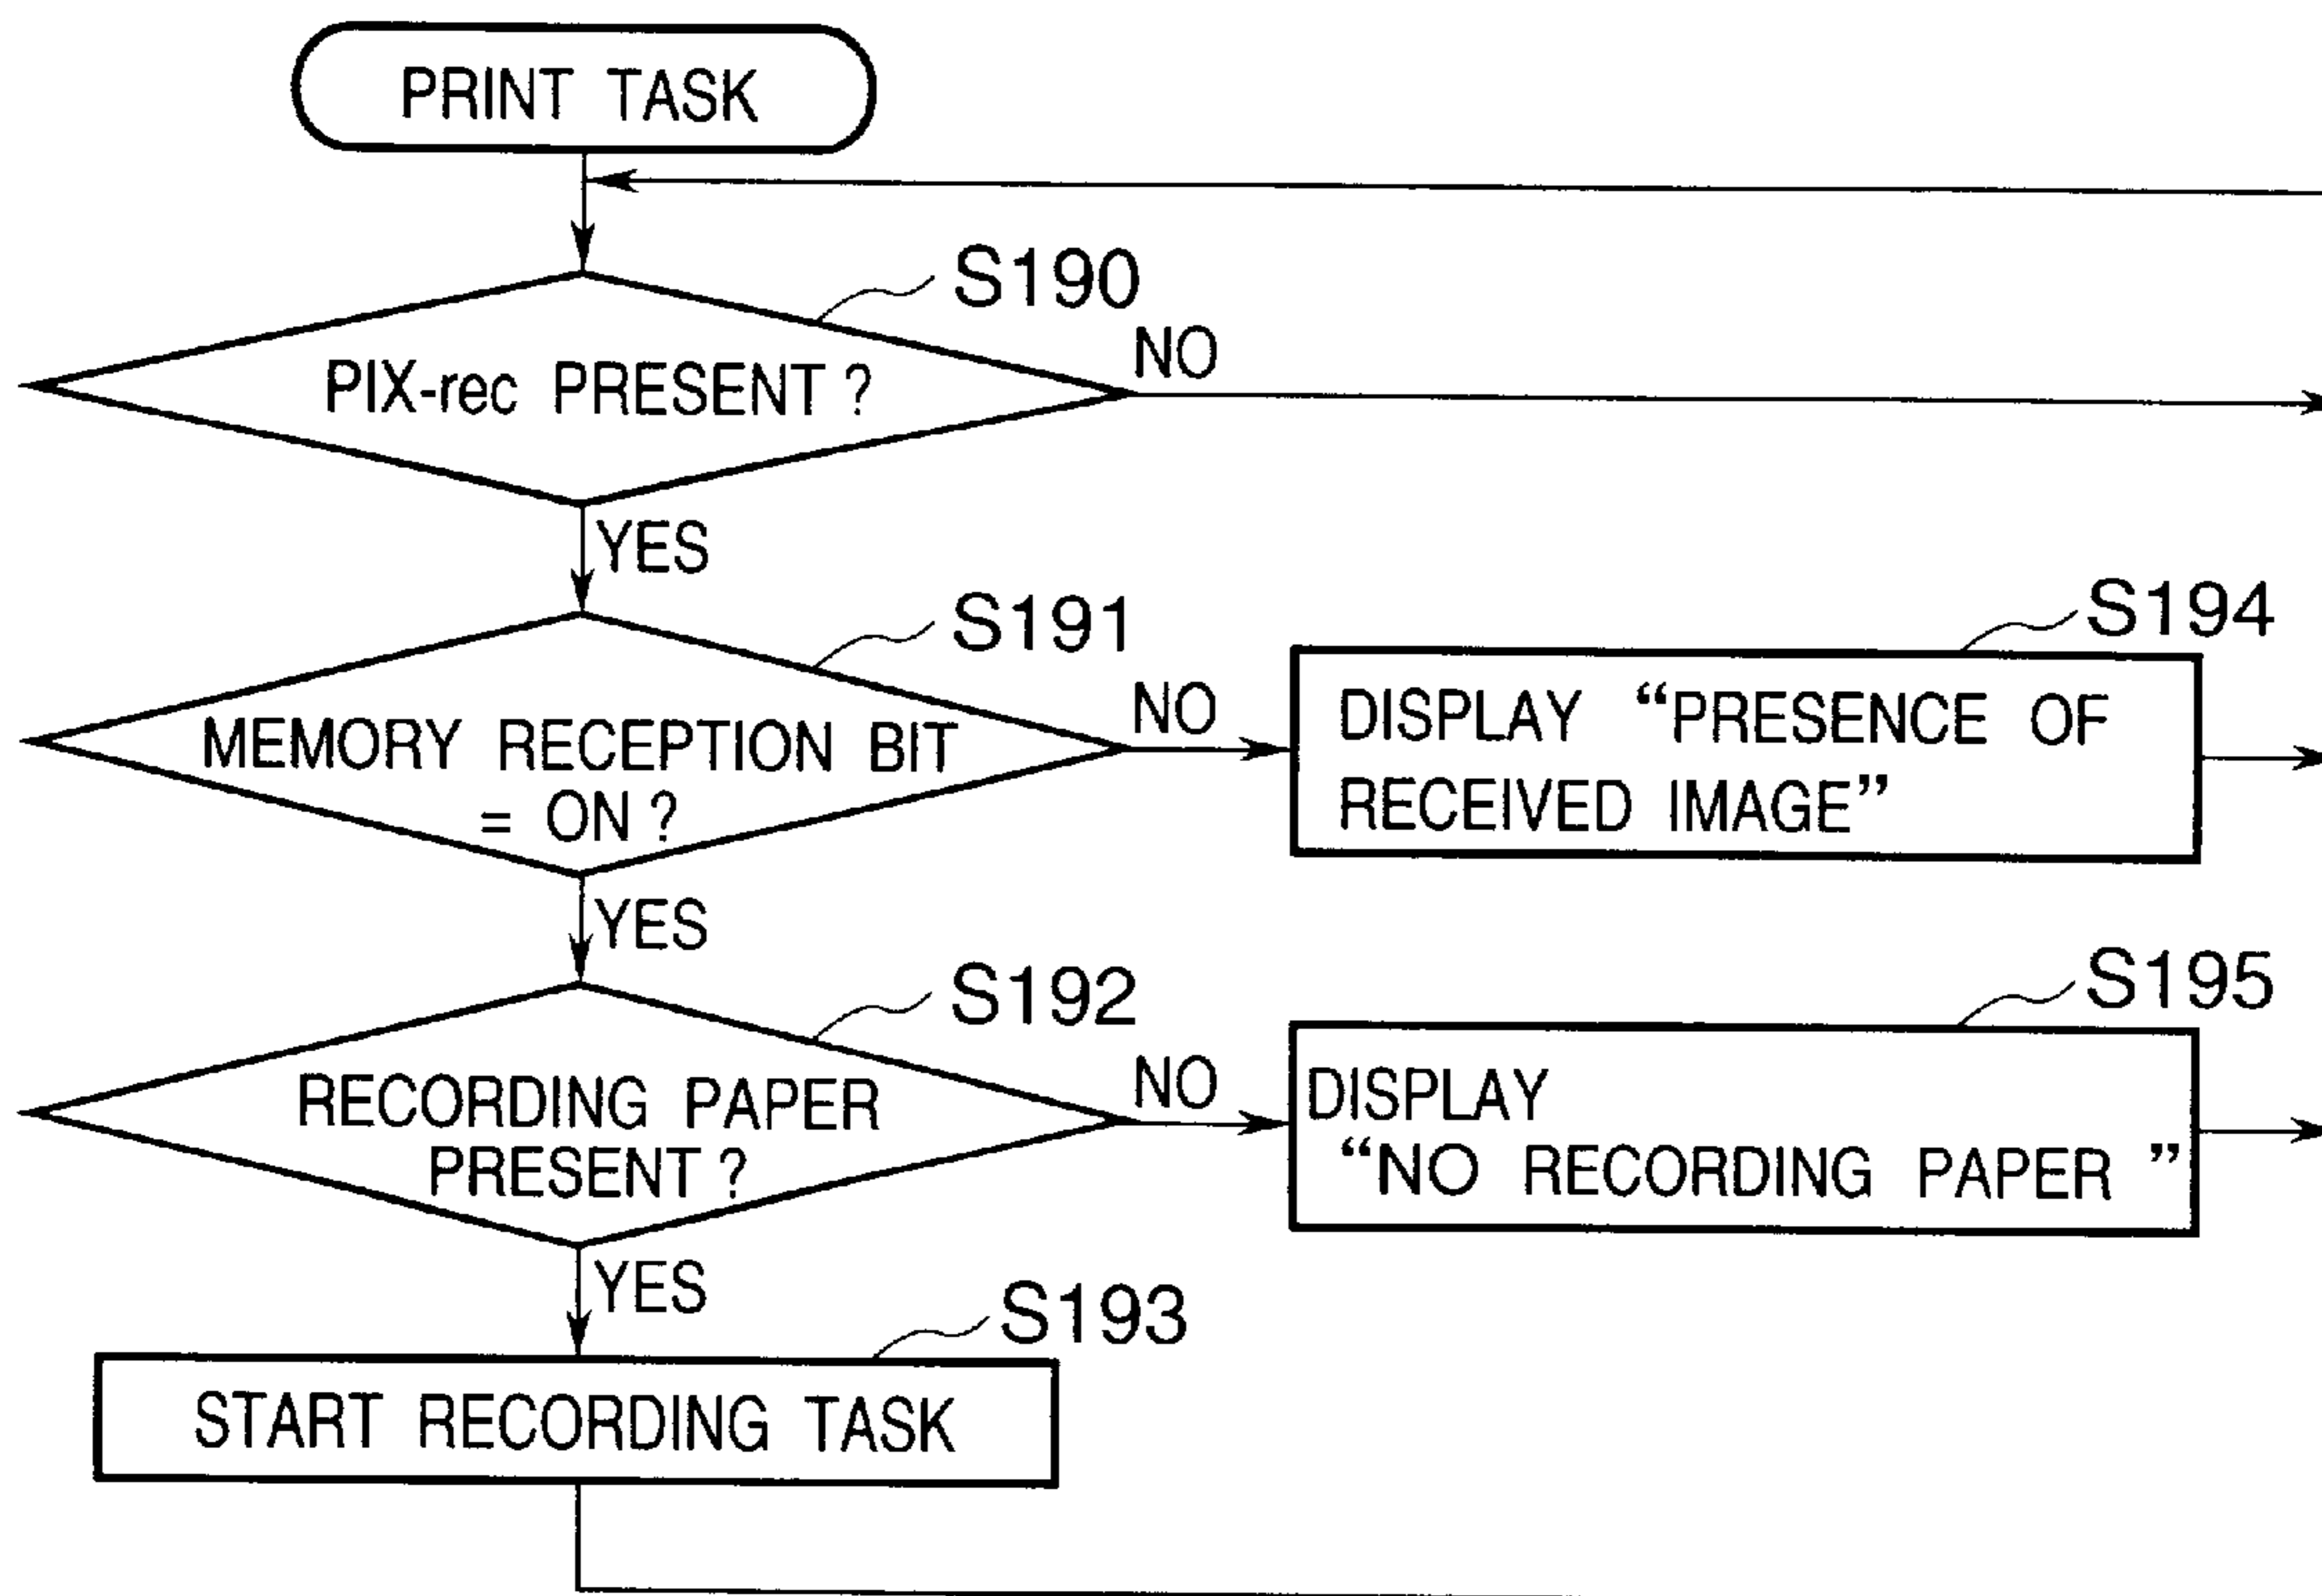 PRINT TASK
S190
PIX-rec PRESENT ?
NO
YES
S191
MEMORY RECEPTION BIT
= ON ?
NO
S194
DISPLAY “PRESENCE OF
RECEIVED IMAGE”
YES
S192
RECORDING PAPER
PRESENT ?
NO
S195
DISPLAY
“NO RECORDING PAPER ”
YES
S193
START RECORDING TASK